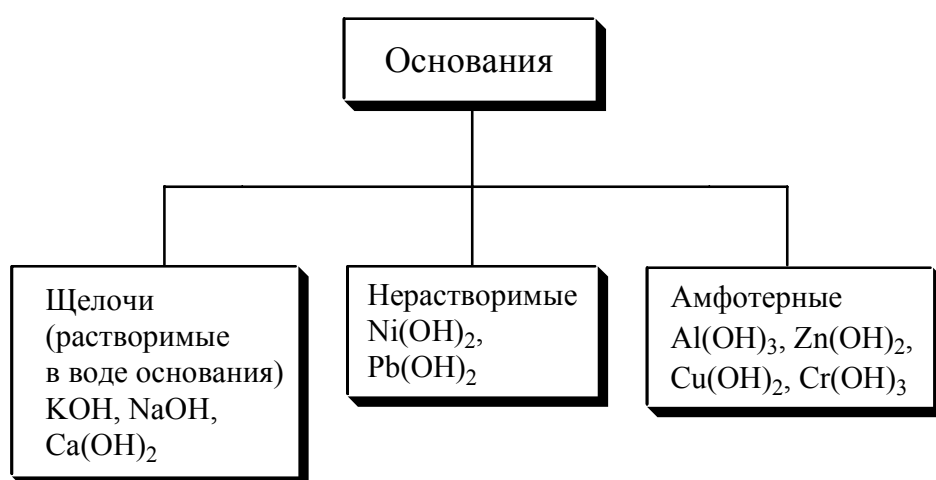 Основания
Щелочи
(растворимые
в воде основания)
KOH, NaOH,
Ca(OH)₂
Нерастворимые
Ni(OH)₂,
Pb(OH)₂
Амфотерные
Al(OH)₃, Zn(OH)₂,
Cu(OH)₂, Cr(OH)₃